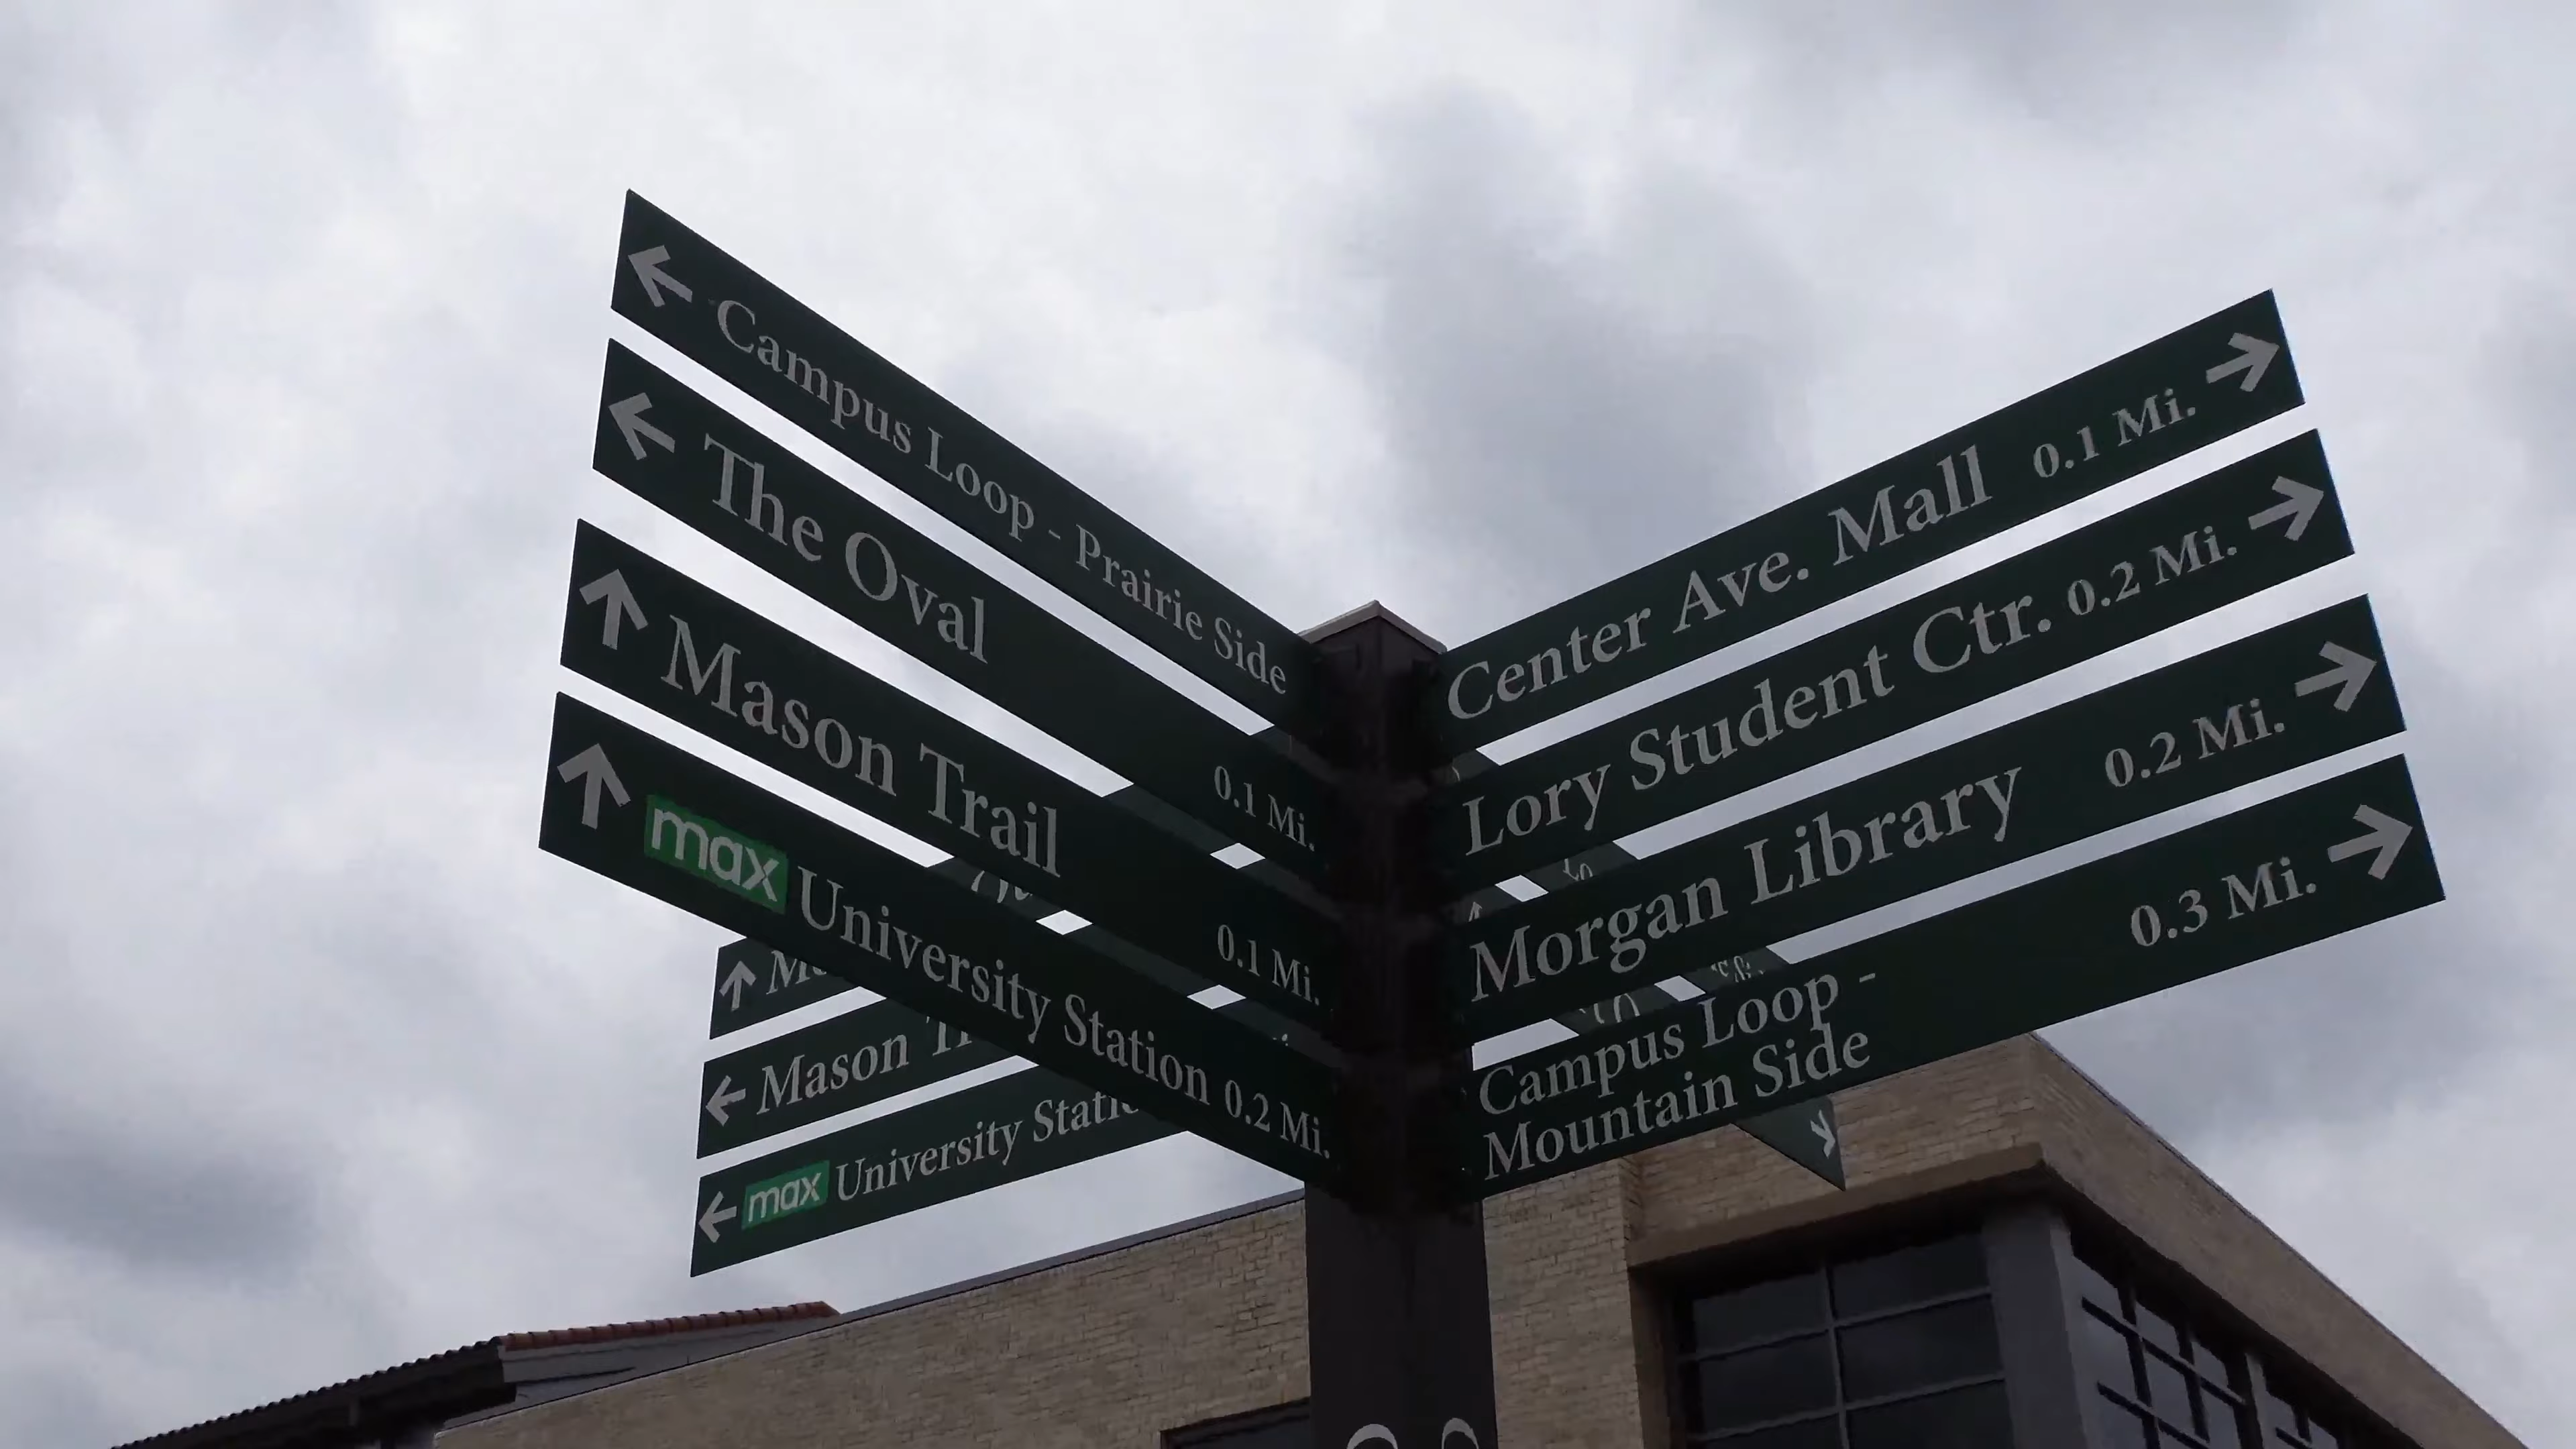 Campus Loop - Prairie Side
The Oval 0.1 Mi.
Mason Trail 0.1 Mi.
max University Station 0.2 Mi.
Center Ave. Mall 0.1 Mi.
Lory Student Ctr. 0.2 Mi.
Morgan Library 0.2 Mi.
Campus Loop -
Mountain Side 0.3 Mi.
Mason
max University